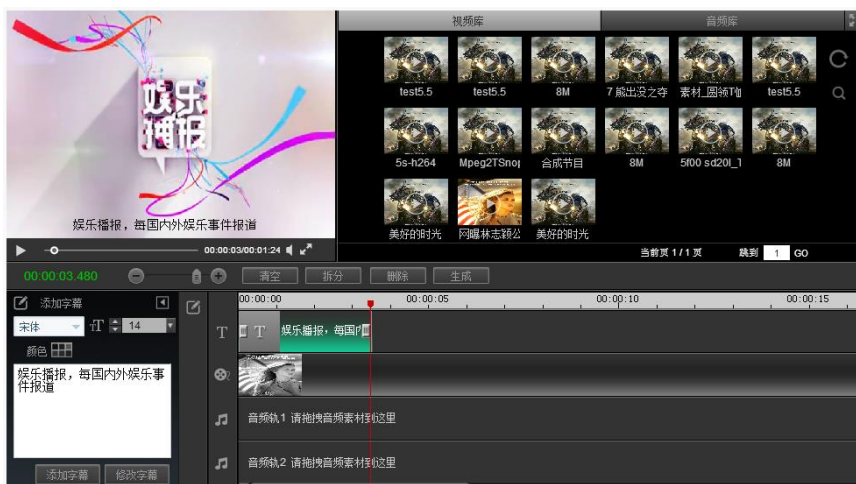 视频库
音频库
娱乐
播报
娱乐播报，每国内外娱乐事件报道
00:00:03/00:01:24
test5.5
test5.5
8M
7 熊出没之夺
素材_圆领T恤
test5.5
5s-h264
Mpeg2TSnop
合成节目
8M
5f00 sd20l_1
8M
美好的时光
网曝林志颖公
美好的时光
当前页 1 / 1 页
跳到 1 GO
00:00:03.480
清空
拆分
删除
生成
添加字幕
宋体
T
14
颜色
娱乐播报，每国内外娱乐事
件报道
添加字幕
修改字幕
00:00:00
00:00:05
00:00:10
00:00:15
T
T
娱乐播报，每国内
音频轨1 请拖拽音频素材到这里
音频轨2 请拖拽音频素材到这里